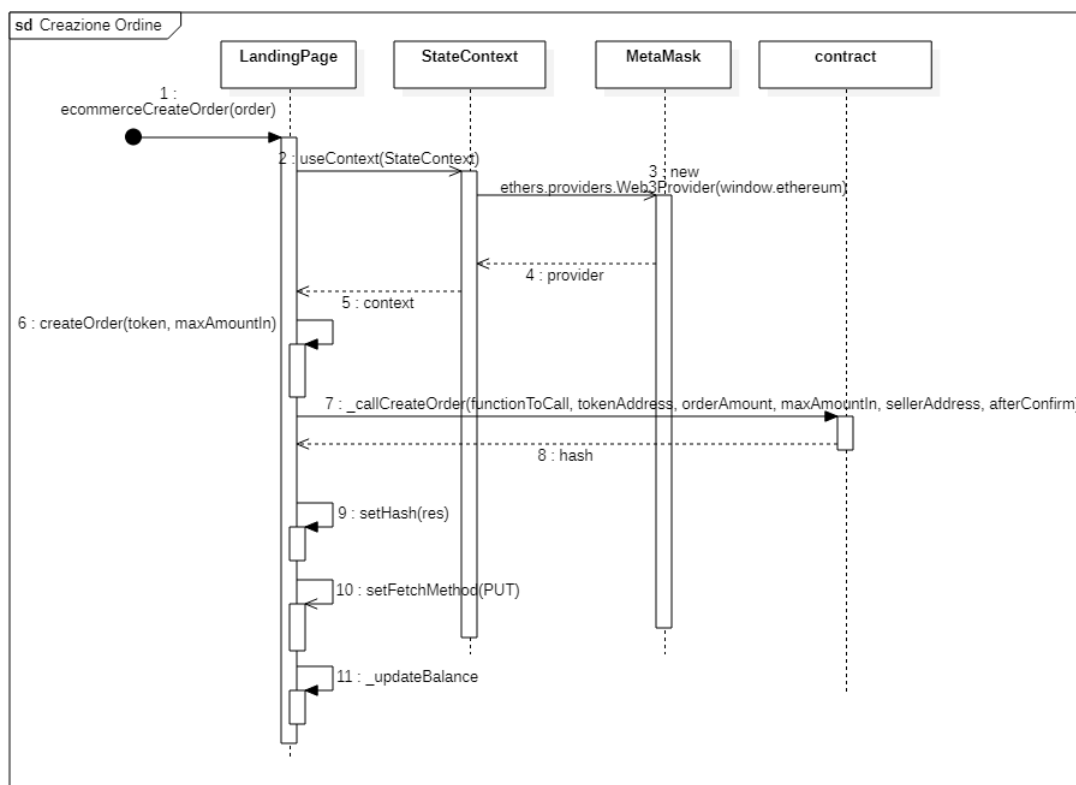 sd Creazione Ordine
LandingPage
StateContext
MetaMask
contract
1 :
ecommerceCreateOrder(order)
2 : useContext(StateContext)
3 : new
ethers.providers.Web3Provider(window.ethereum)
4 : provider
5 : context
6 : createOrder(token, maxAmountIn)
7 : _callCreateOrder(functionToCall, tokenAddress, orderAmount, maxAmountIn, sellerAddress, afterConfirm)
8 : hash
9 : setHash(res)
10 : setFetchMethod(PUT)
11 : _updateBalance